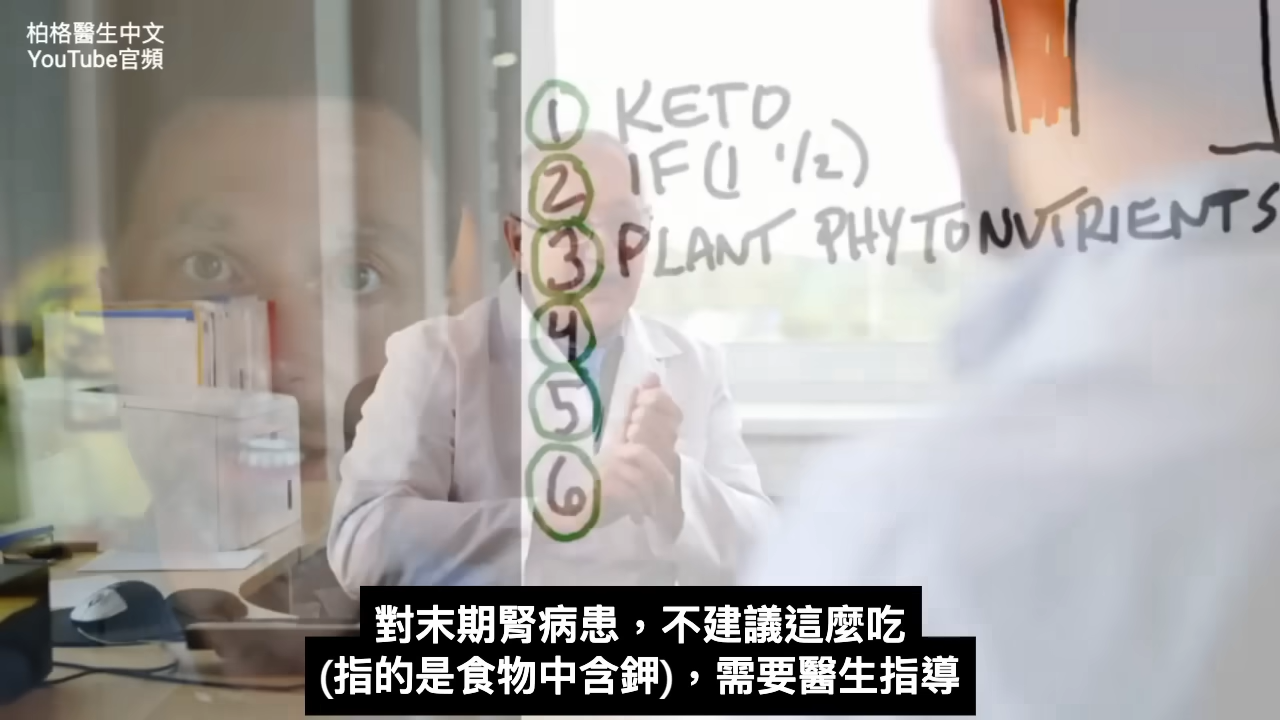 柏格醫生中文
YouTube官頻
1 KETO
2 IF (1 1/2)
3 PLANT PHYTONUTRIENTS
4
5
6
對末期腎病患，不建議這麼吃
(指的是食物中含鉀)，需要醫生指導